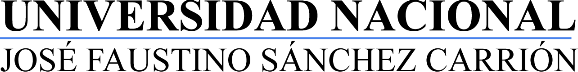 UNIVERSIDAD NACIONAL
JOSÉ FAUSTINO SÁNCHEZ CARRIÓN